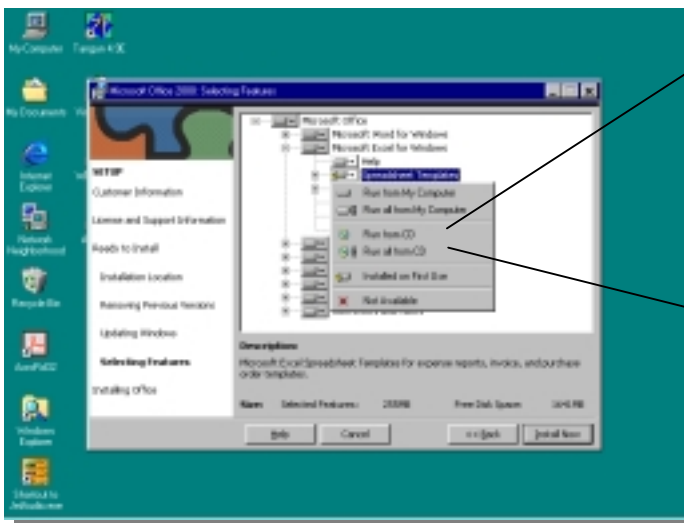 My Computer
My Documents
Internet
Explorer
Network
Neighborhood
Recycle Bin
Windows
Explorer
Shortcut to
Microsoft Office 2000: Selecting Features
SETUP
Customer Information
License and Support Information
Ready to Install
Installation Location
Removing Previous Versions
Updating Windows
Selecting Features
Installing Office
Microsoft Office
Microsoft Word for Windows
Microsoft Excel for Windows
Help
Spreadsheet Templates
Run from My Computer
Run all from My Computer
Run from CD
Run all from CD
Installed on First Use
Not Available
Description:
Microsoft Excel Spreadsheet Templates for expense reports, invoice, and purchase
order templates.
Size: Selected Features: Free Disk Space:
Help Cancel << Back Install Now